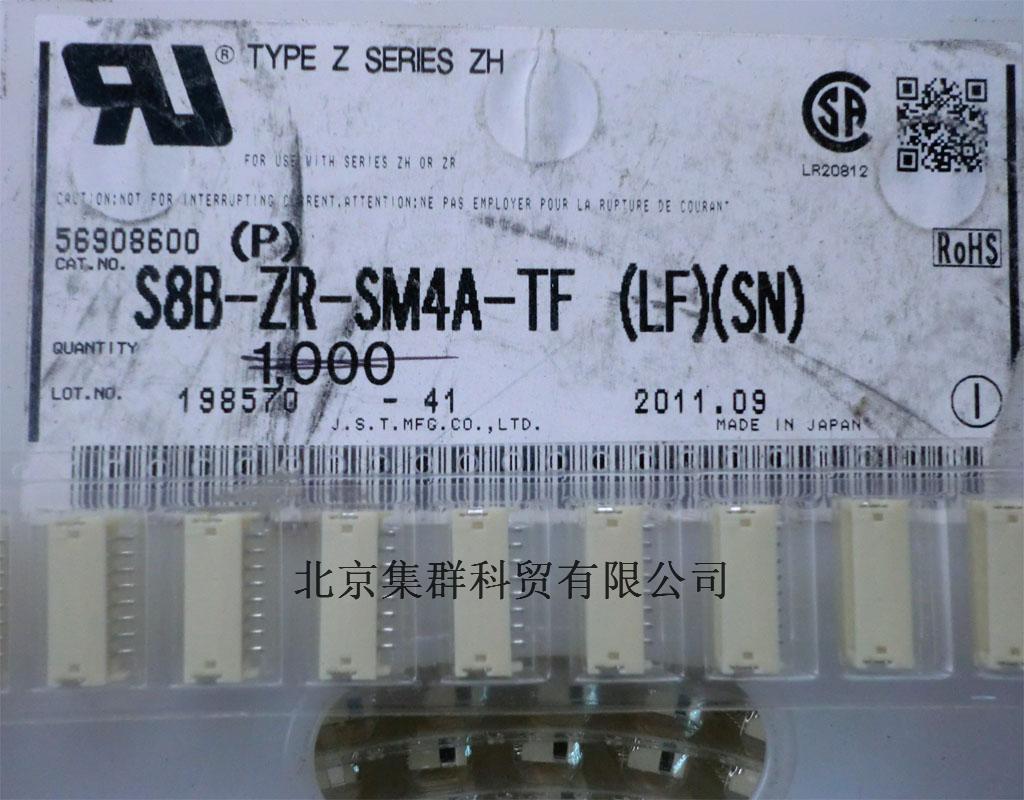 RU® TYPE Z SERIES ZH
SA
LR20812
FOR USE WITH SERIES ZH OR ZR
CAUTION:NOT FOR INTERRUPTING CURRENT.ATTENTION:NE PAS EMPLOYER POUR LA RUPTURE DE COURANT
56908600 (P)
RoHS
CAT.NO.
S8B-ZR-SM4A-TF (LF)(SN)
QUANTITY
1,000
LOT.NO. 198570 - 41 2011.09
J.S.T.MFG.CO.,LTD. MADE IN JAPAN
北京集群科贸有限公司